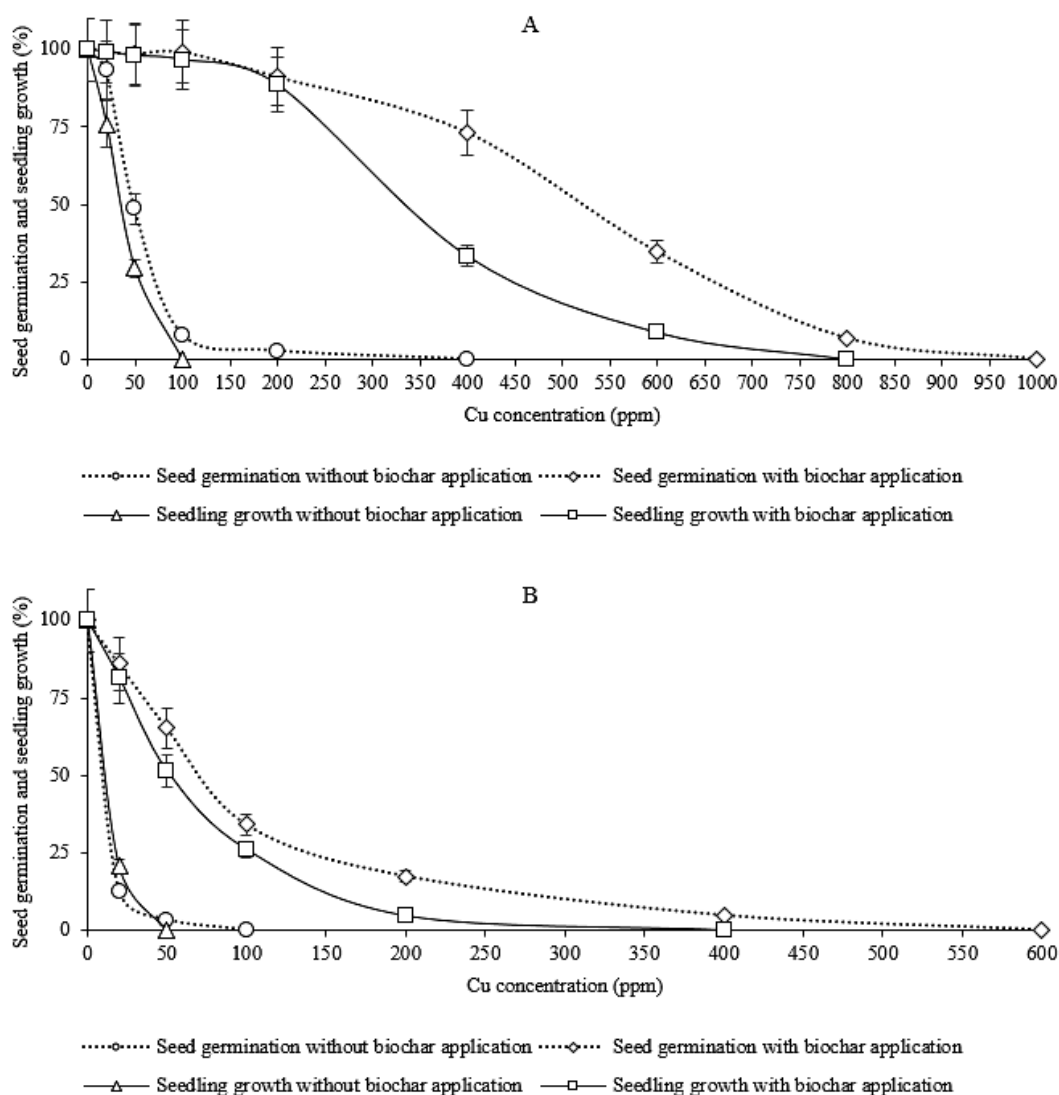 A
Seed germination and seedling growth (%)
100
75
50
25
0
0 50 100 150 200 250 300 350 400 450 500 550 600 650 700 750 800 850 900 950 1000
Cu concentration (ppm)
Seed germination without biochar application Seed germination with biochar application
Seedling growth without biochar application Seedling growth with biochar application
B
Seed germination and seedling growth (%)
100
75
50
25
0
0 50 100 150 200 250 300 350 400 450 500 550 600
Cu concentration (ppm)
Seed germination without biochar application Seed germination with biochar application
Seedling growth without biochar application Seedling growth with biochar application